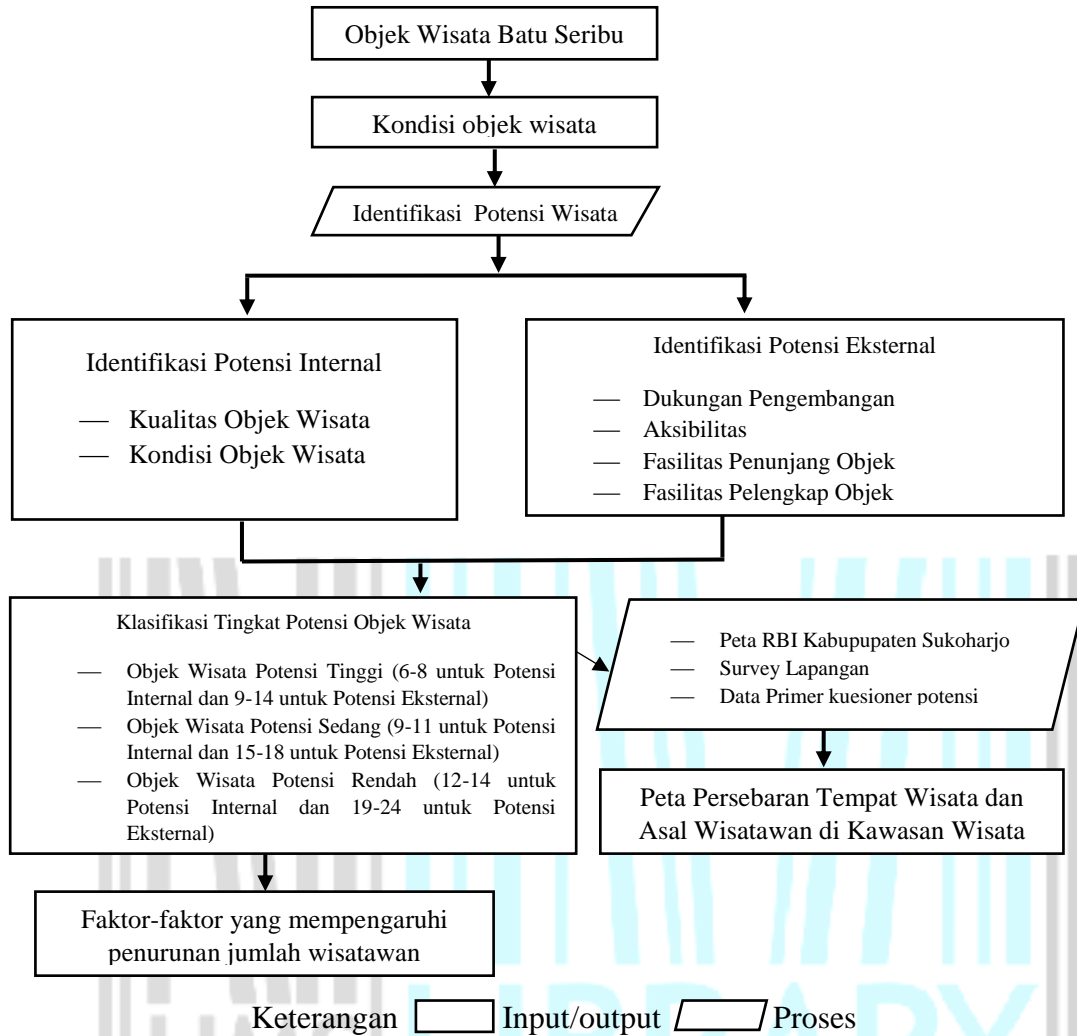 Objek Wisata Batu Seribu
Kondisi objek wisata
Identifikasi Potensi Wisata
Identifikasi Potensi Internal
— Kualitas Objek Wisata
— Kondisi Objek Wisata
Identifikasi Potensi Eksternal
— Dukungan Pengembangan
— Aksibilitas
— Fasilitas Penunjang Objek
— Fasilitas Pelengkap Objek
Klasifikasi Tingkat Potensi Objek Wisata
— Objek Wisata Potensi Tinggi (6-8 untuk Potensi
Internal dan 9-14 untuk Potensi Eksternal)
— Objek Wisata Potensi Sedang (9-11 untuk Potensi
Internal dan 15-18 untuk Potensi Eksternal)
— Objek Wisata Potensi Rendah (12-14 untuk
Potensi Internal dan 19-24 untuk Potensi
Eksternal)
— Peta RBI Kabupupaten Sukoharjo
— Survey Lapangan
— Data Primer kuesioner potensi
Peta Persebaran Tempat Wisata dan
Asal Wisatawan di Kawasan Wisata
Faktor-faktor yang mempengaruhi
penurunan jumlah wisatawan
Keterangan Input/output Proses